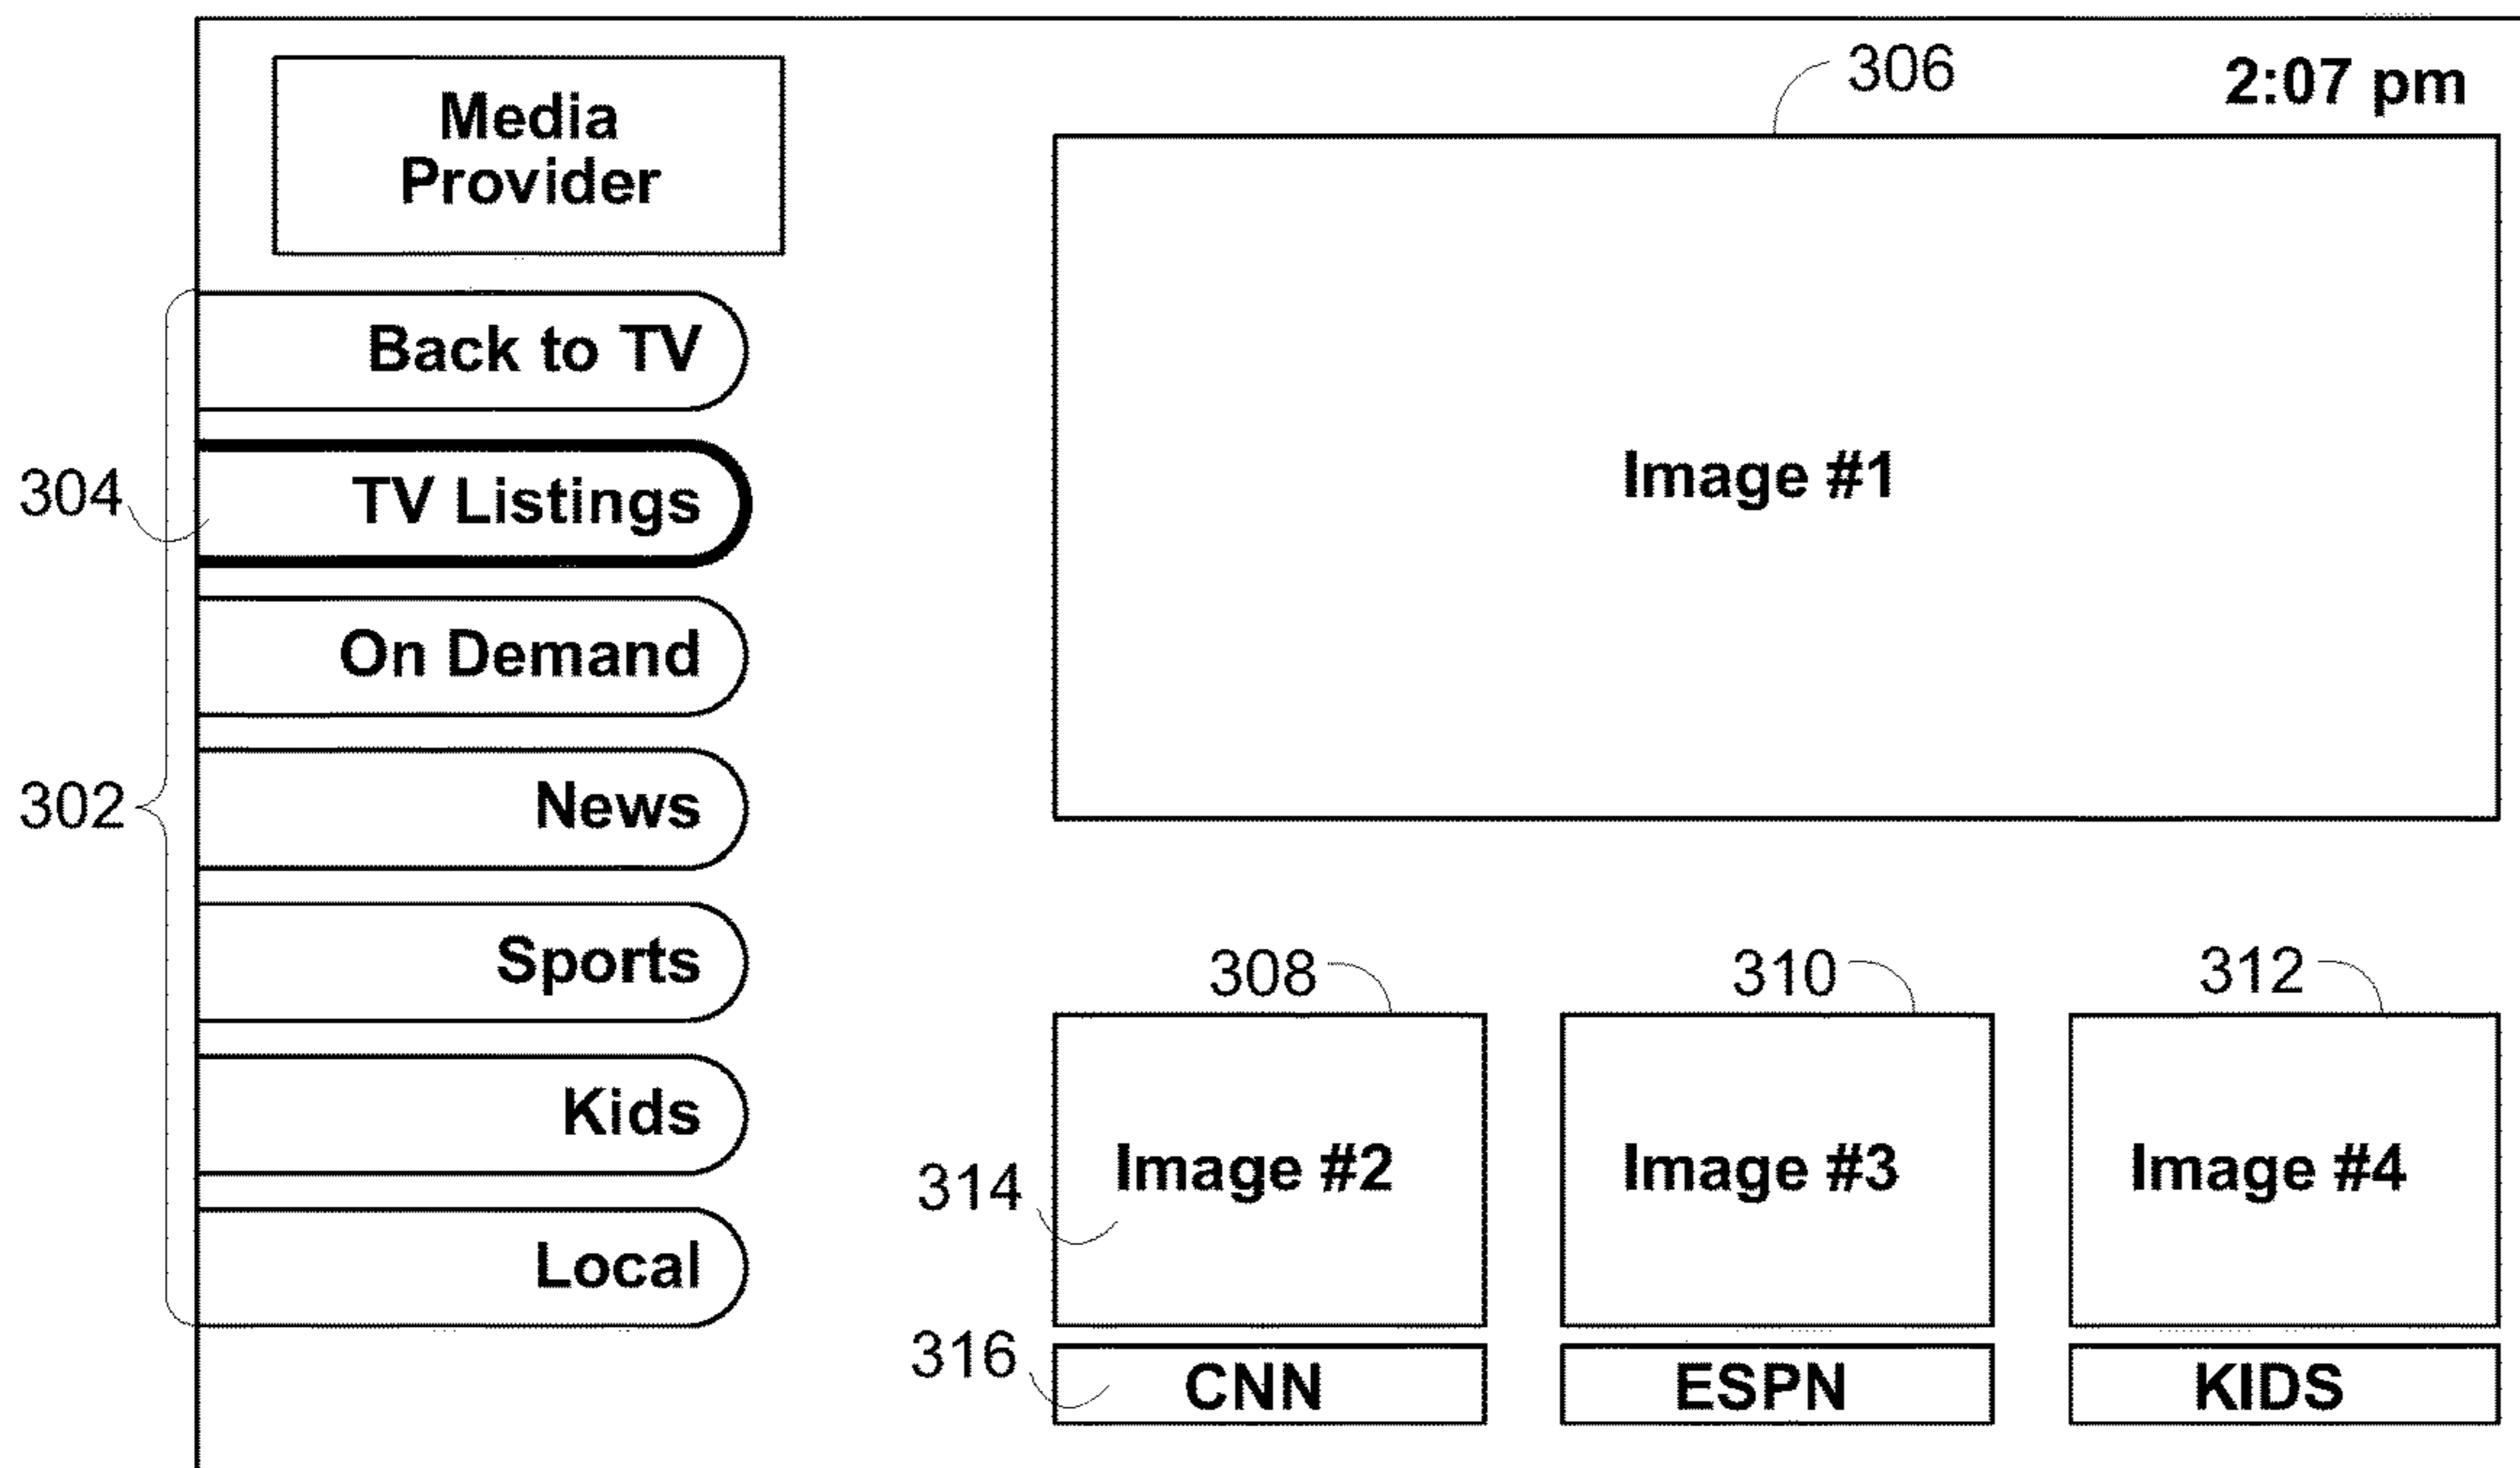 306
2:07 pm
Media
Provider
Back to TV
304
TV Listings
Image #1
On Demand
302
News
Sports
308
310
312
Kids
314
Image #2
Image #3
Image #4
Local
316
CNN
ESPN
KIDS